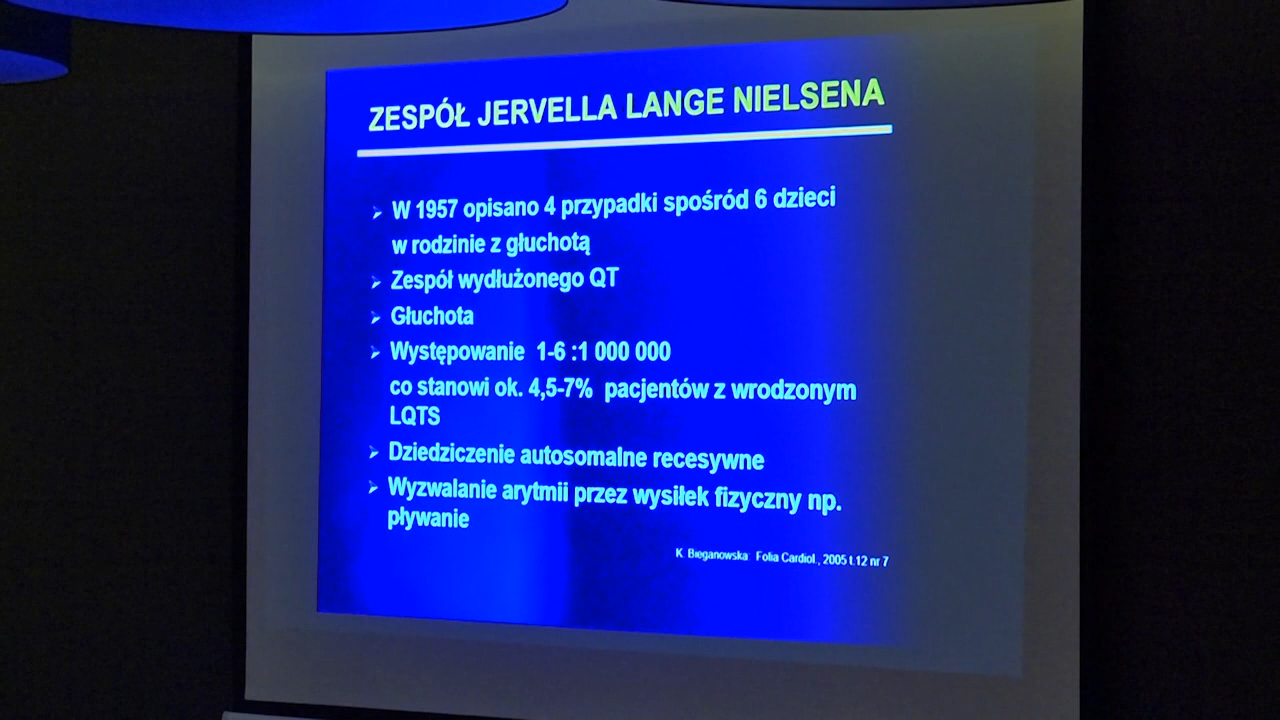 ZESPÓŁ JERVELLA LANGE NIELSENA
➢ W 1957 opisano 4 przypadki spośród 6 dzieci
w rodzinie z głuchotą
➢ Zespół wydłużonego QT
➢ Głuchota
➢ Występowanie 1-6 :1 000 000
co stanowi ok. 4,5-7% pacjentów z wrodzonym
LQTS
➢ Dziedziczenie autosomalne recesywne
➢ Wyzwalanie arytmii przez wysiłek fizyczny np.
pływanie
K. Bieganowska: Folia Cardiol., 2005 t.12 nr 7